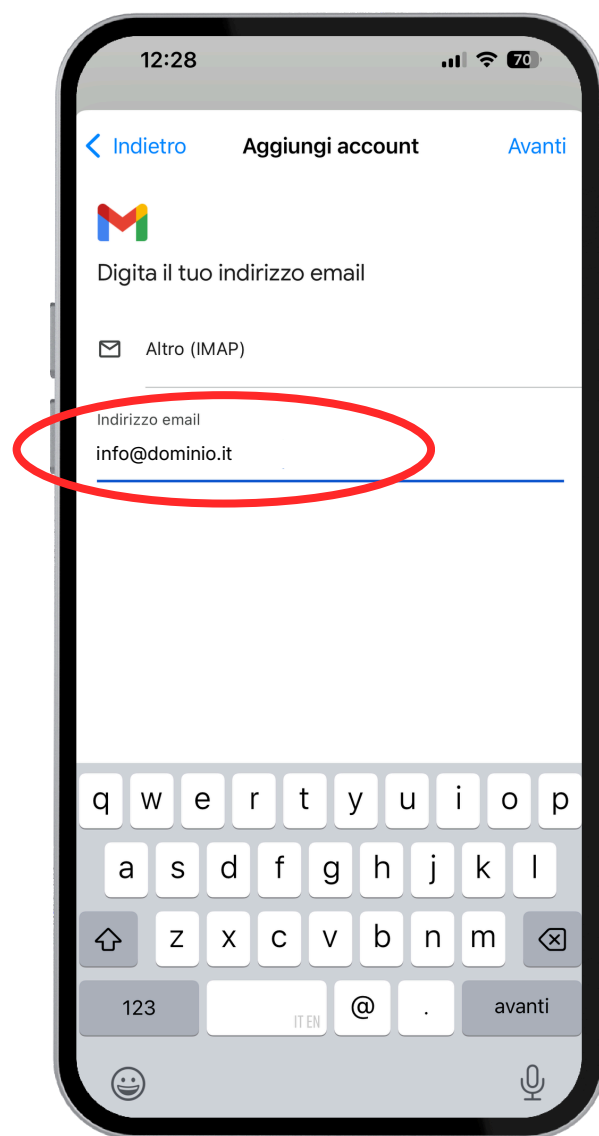 12:28
70
Indietro Aggiungi account Avanti
Digita il tuo indirizzo email
Altro (IMAP)
Indirizzo email
info@dominio.it
q w e r t y u i o p
a s d f g h j k l
z x c v b n m
123 IT EN @ . avanti